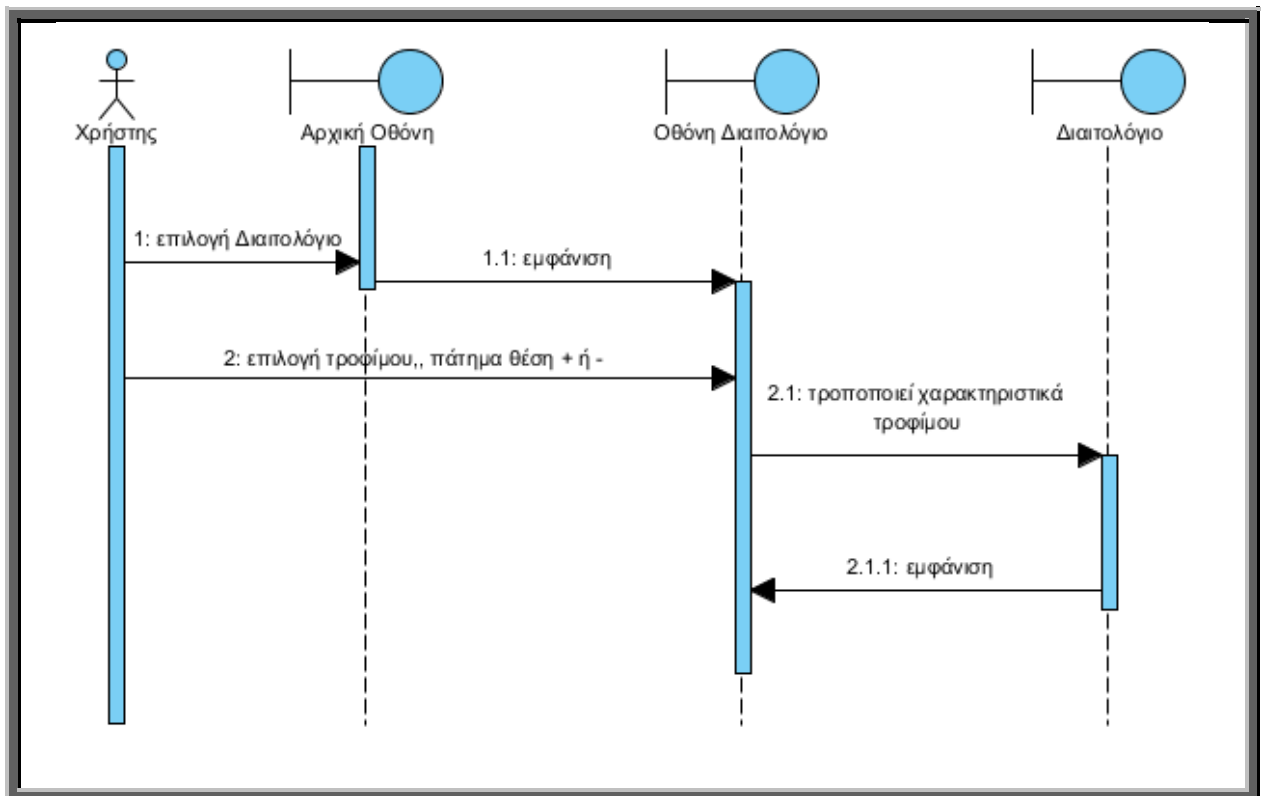 Χρήστης
Αρχική Οθόνη
Οθόνη Διαιτολόγιο
Διαιτολόγιο
1: επιλογή Διαιτολόγιο
1.1: εμφάνιση
2: επιλογή τροφίμου,, πάτημα θέση + ή -
2.1: τροποποιεί χαρακτηριστικά
τροφίμου
2.1.1: εμφάνιση